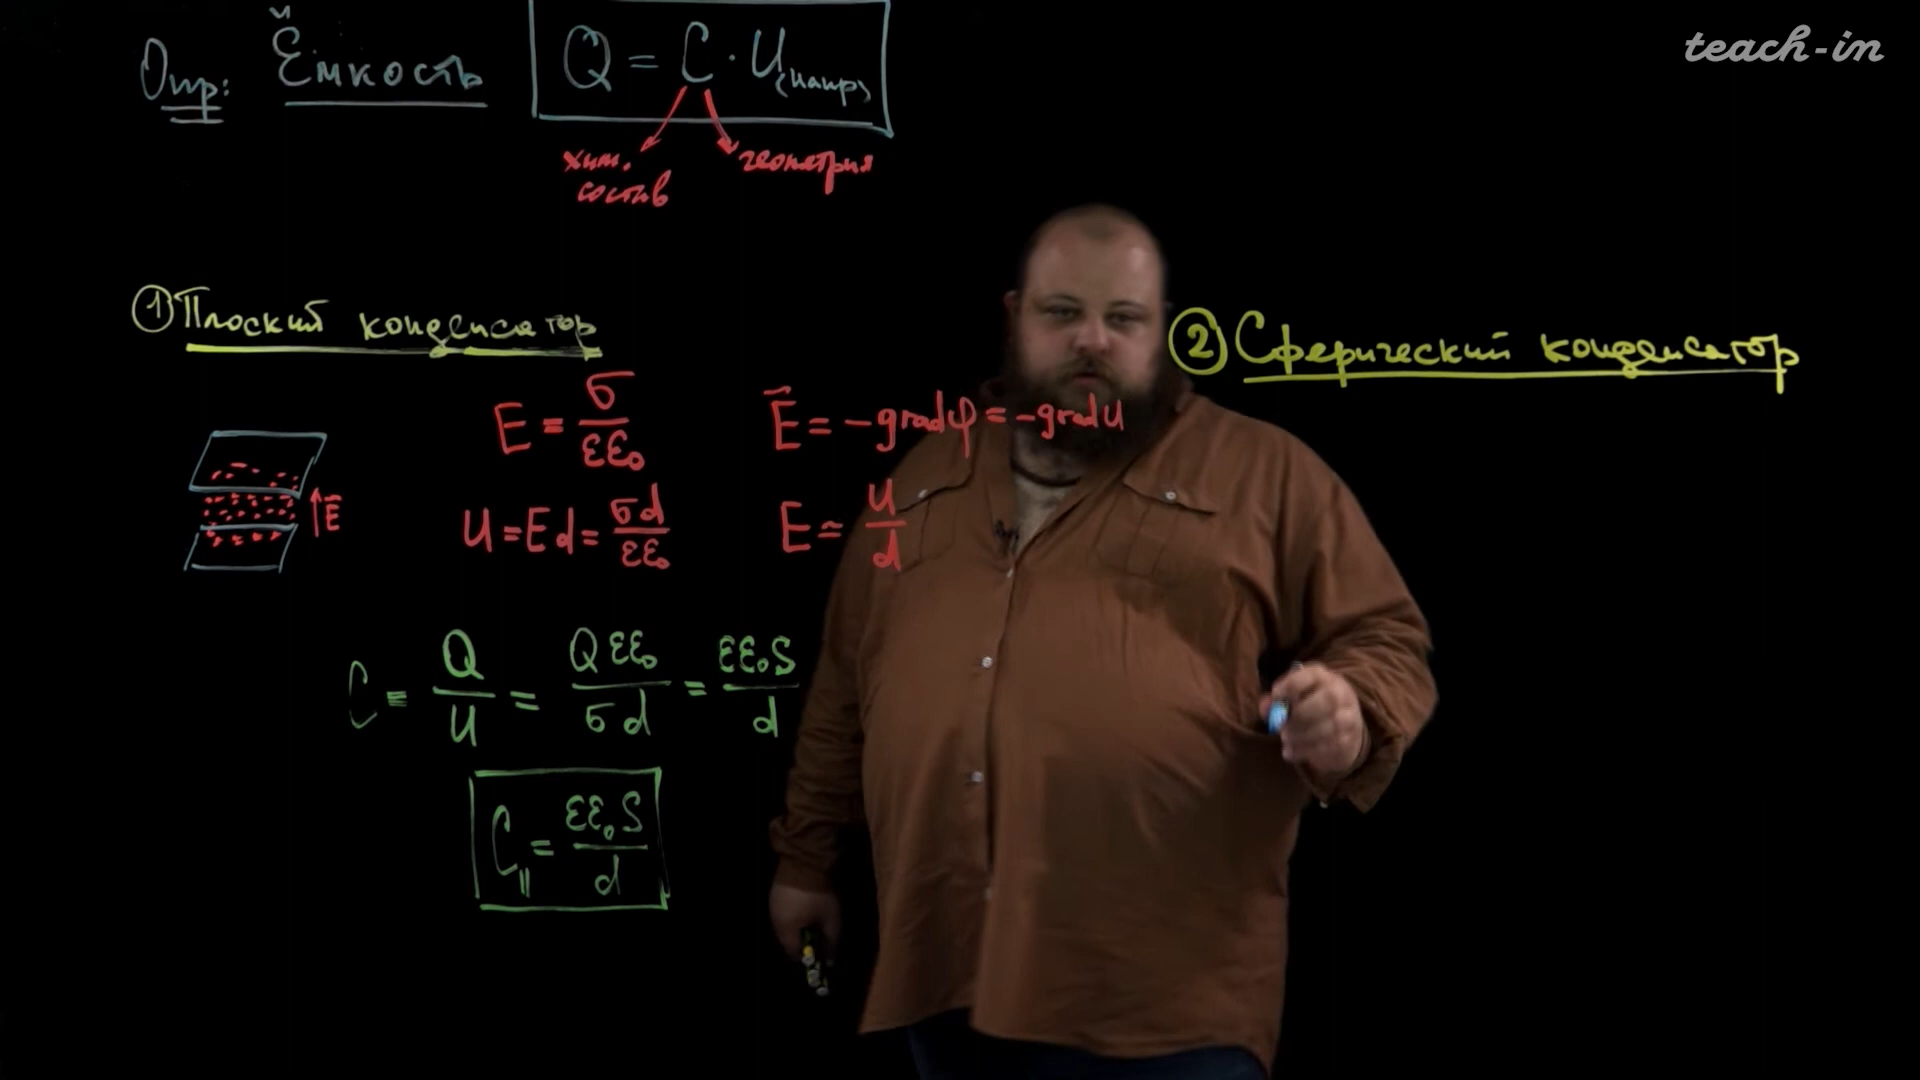 teach-in
Опр: Ёмкость Q = C · U(напр)
хим. состав
геометрия
① Плоский конденсатор
E = σ/εε₀
Ē = -gradφ = -gradU
Ē
U = Ed = σd/εε₀
E = U/d
C = Q/U = Qεε₀/σd = εε₀S/d
C|| = εε₀S/d
② Сферический конденсатор